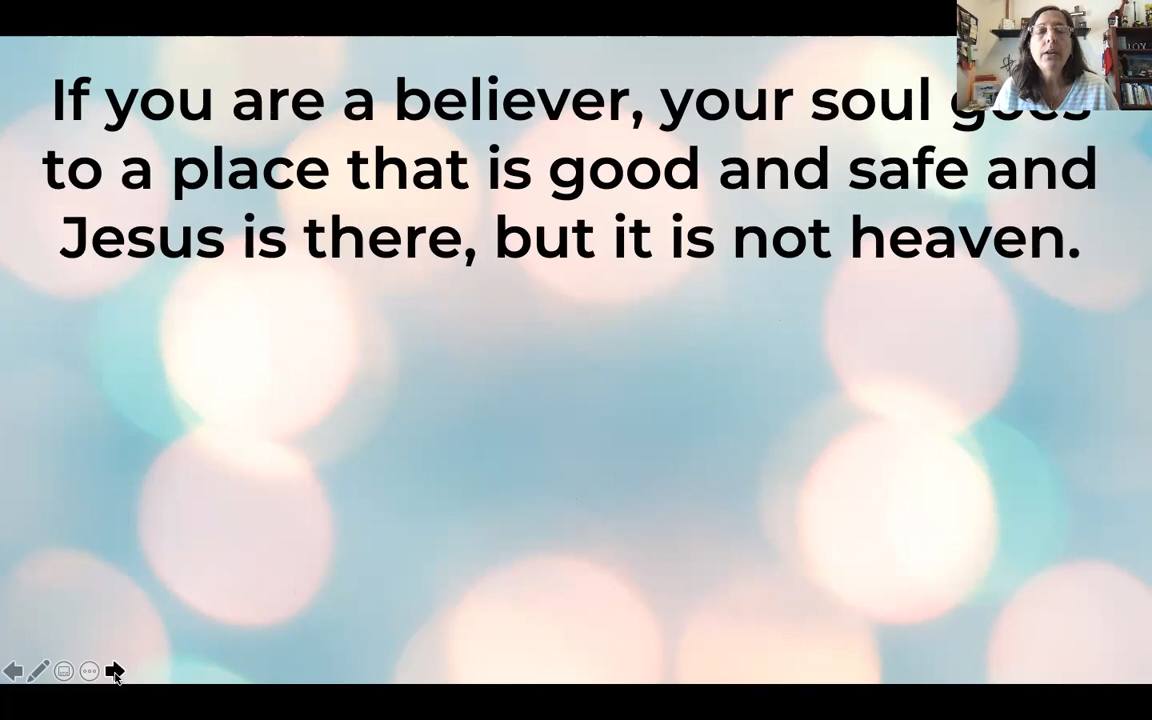 If you are a believer, your soul goes
to a place that is good and safe and
Jesus is there, but it is not heaven.